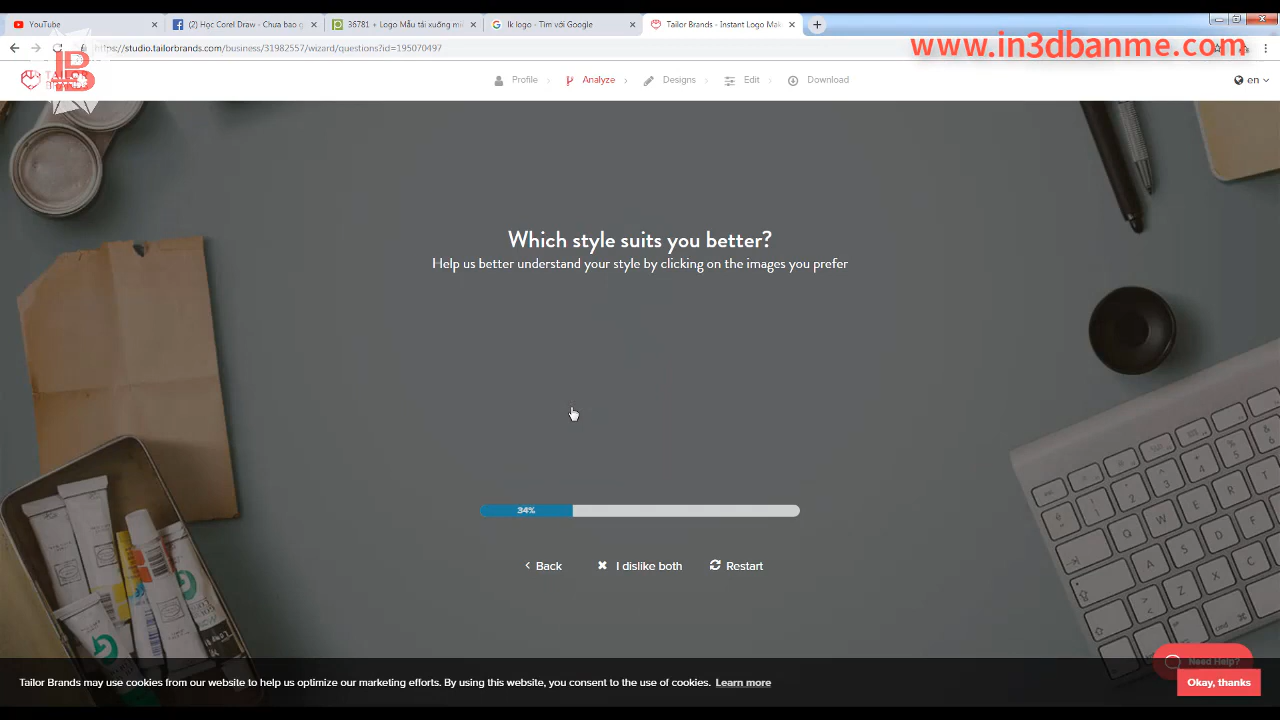 YouTube
(2) Học Corel Draw - Chưa bao g
36781 + Logo Mẫu tải xuống mi
lk logo - Tìm với Google
Tailor Brands - Instant Logo Mak
https://studio.tailorbrands.com/business/31982557/wizard/questions?id=195070497
www.in3dbanme.com
Profile
Analyze
Designs
Edit
Download
en
Which style suits you better?
Help us better understand your style by clicking on the images you prefer
34%
Back
I dislike both
Restart
Need Help?
Tailor Brands may use cookies from our website to help us optimize our marketing efforts. By using this website, you consent to the use of cookies. Learn more
Okay, thanks